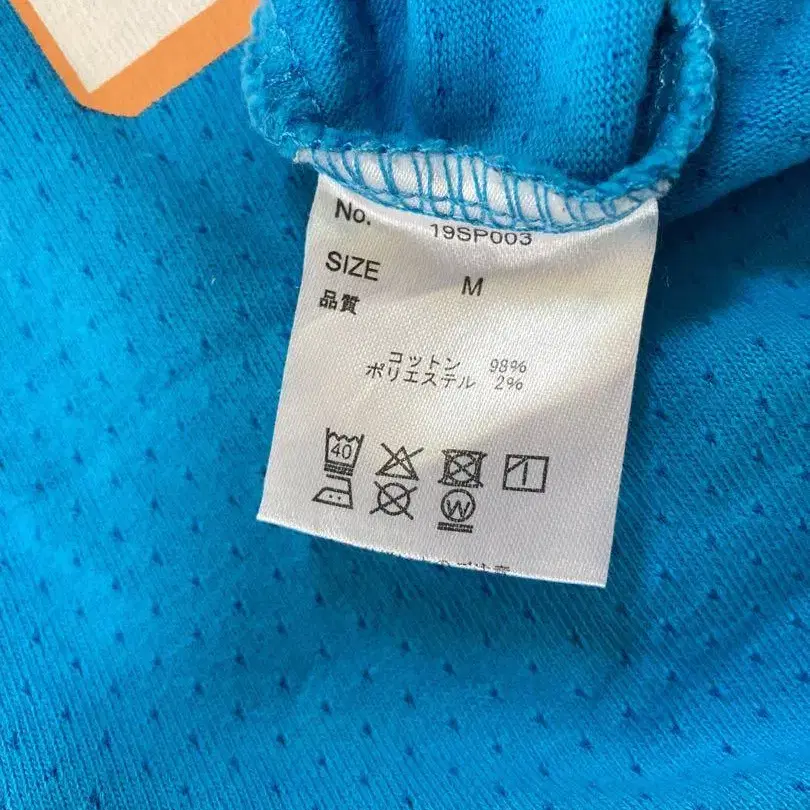 No. 19SP003
SIZE M
品質
コットン 98%
ポリエステル 2%
40
W